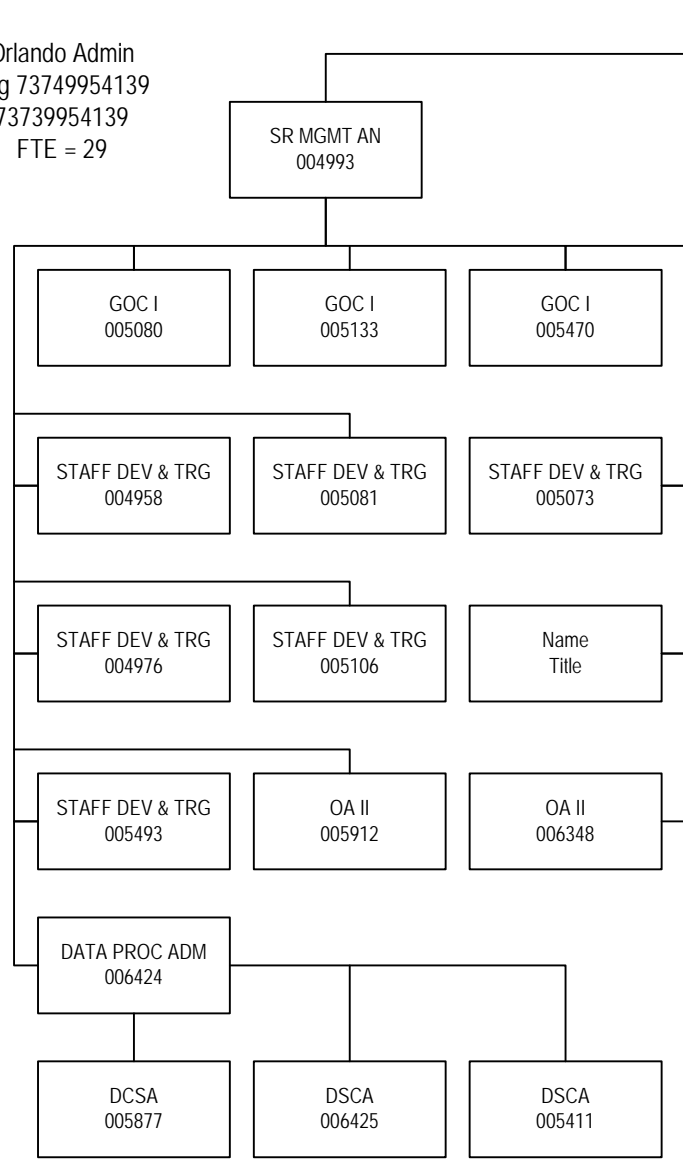 Orlando Admin
g 73749954139
73739954139
FTE = 29
SR MGMT AN
004993
GOC I
005080
GOC I
005133
GOC I
005470
STAFF DEV & TRG
004958
STAFF DEV & TRG
005081
STAFF DEV & TRG
005073
STAFF DEV & TRG
004976
STAFF DEV & TRG
005106
Name
Title
STAFF DEV & TRG
005493
OA II
005912
OA II
006348
DATA PROC ADM
006424
DCSA
005877
DSCA
006425
DSCA
005411